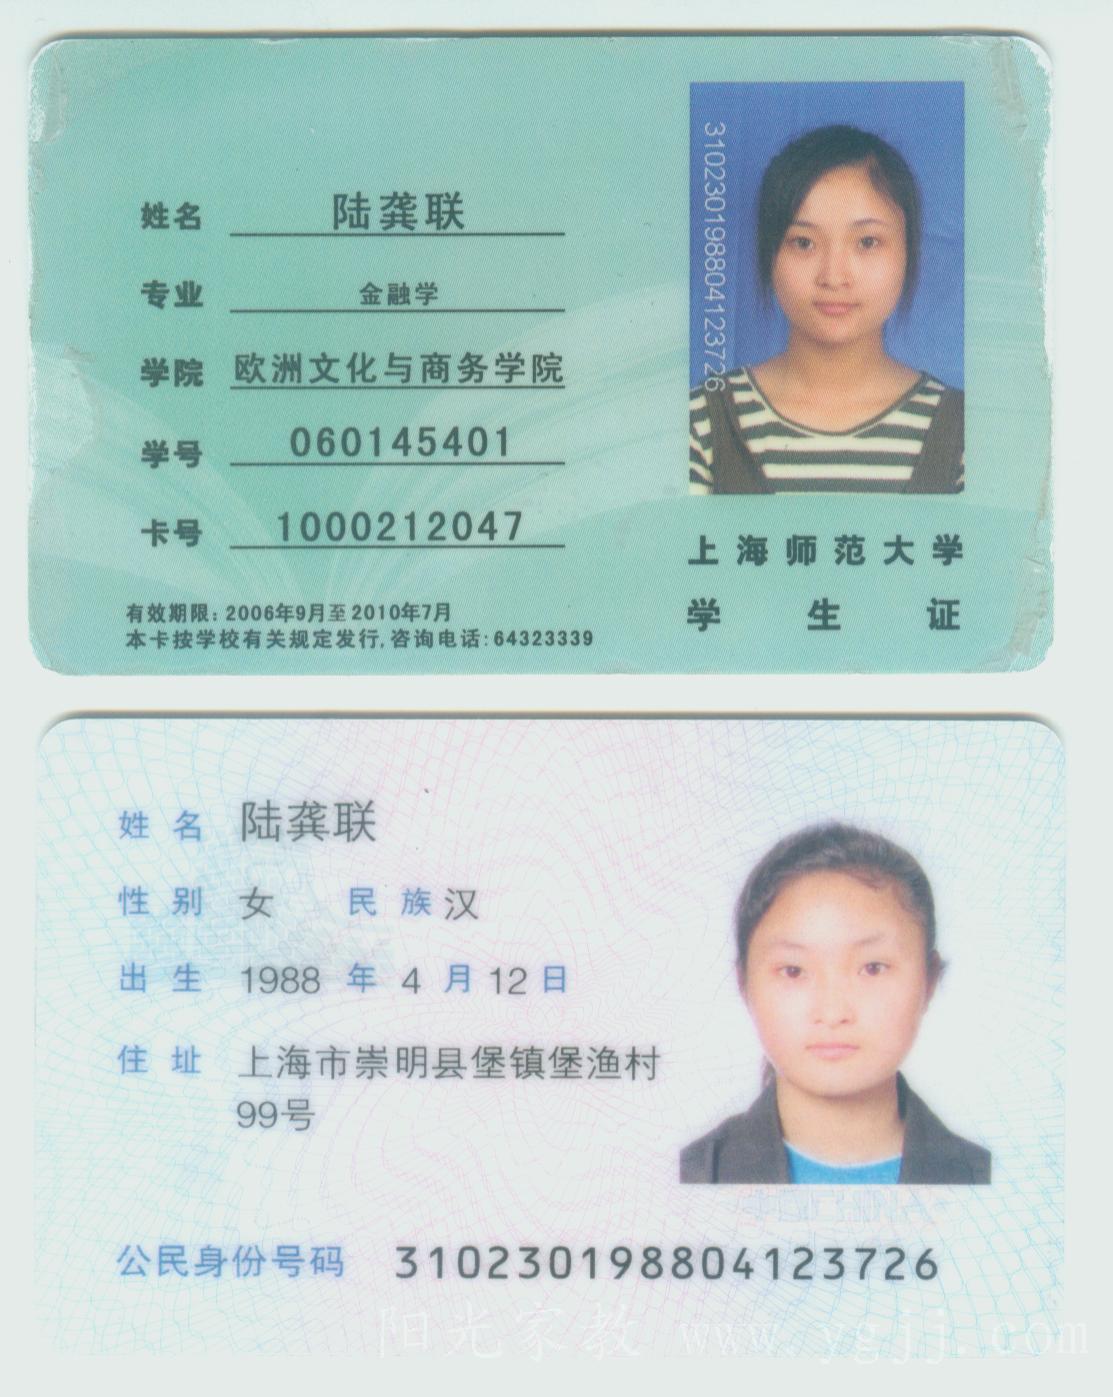 姓名 陆龚联
专业 金融学
学院 欧洲文化与商务学院
学号 060145401
卡号 1000212047
有效期限: 2006年9月至2010年7月
本卡按学校有关规定发行,咨询电话:64323339
310230198804123726
上海师范大学
学生证
姓名 陆龚联
性别 女 民族 汉
出生 1988 年 4 月 12 日
住址 上海市崇明县堡镇堡渔村
99号
公民身份号码 310230198804123726
阳光家教 www.ygjj.com